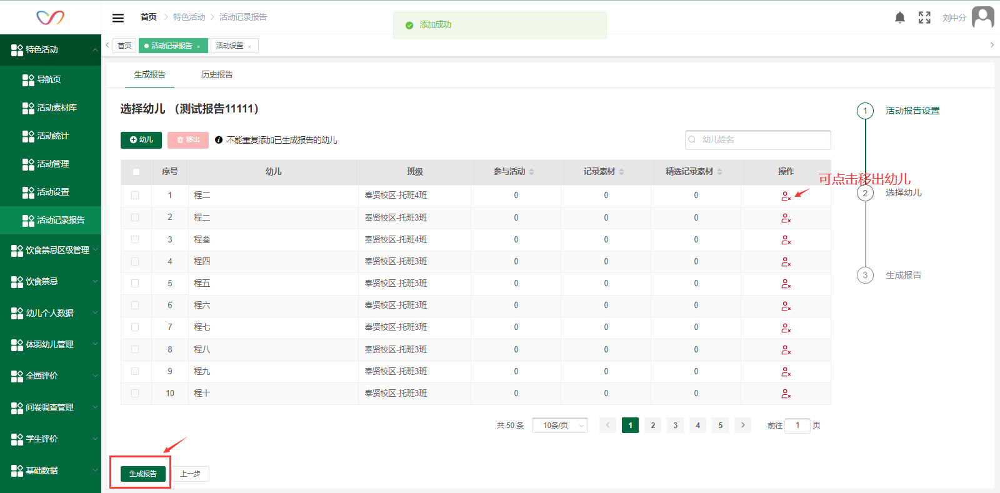 首页 > 特色活动 > 活动记录报告
添加成功
刘中分
首页
活动记录报告 ×
活动设置 ×
特色活动
导航页
活动素材库
活动统计
活动管理
活动设置
活动记录报告
饮食禁忌区级管理
饮食禁忌
幼儿个人数据
体弱幼儿管理
全园评价
问卷调查管理
学生评价
基础数据
生成报告 历史报告
选择幼儿 （测试报告11111）
幼儿 移出 不能重复添加已生成报告的幼儿 幼儿姓名
序号 幼儿 班级 参与活动 记录素材 精选记录素材 操作
1 程二 奉贤校区-托班4班 0 0 0
2 程二 奉贤校区-托班3班 0 0 0
3 程叁 奉贤校区-托班4班 0 0 0
4 程四 奉贤校区-托班3班 0 0 0
5 程五 奉贤校区-托班3班 0 0 0
6 程六 奉贤校区-托班3班 0 0 0
7 程七 奉贤校区-托班3班 0 0 0
8 程八 奉贤校区-托班3班 0 0 0
9 程九 奉贤校区-托班3班 0 0 0
10 程十 奉贤校区-托班3班 0 0 0
共 50 条 10条/页 < 1 2 3 4 5 > 前往 1 页
生成报告 上一步
1 活动报告设置
可点击移出幼儿
2 选择幼儿
3 生成报告